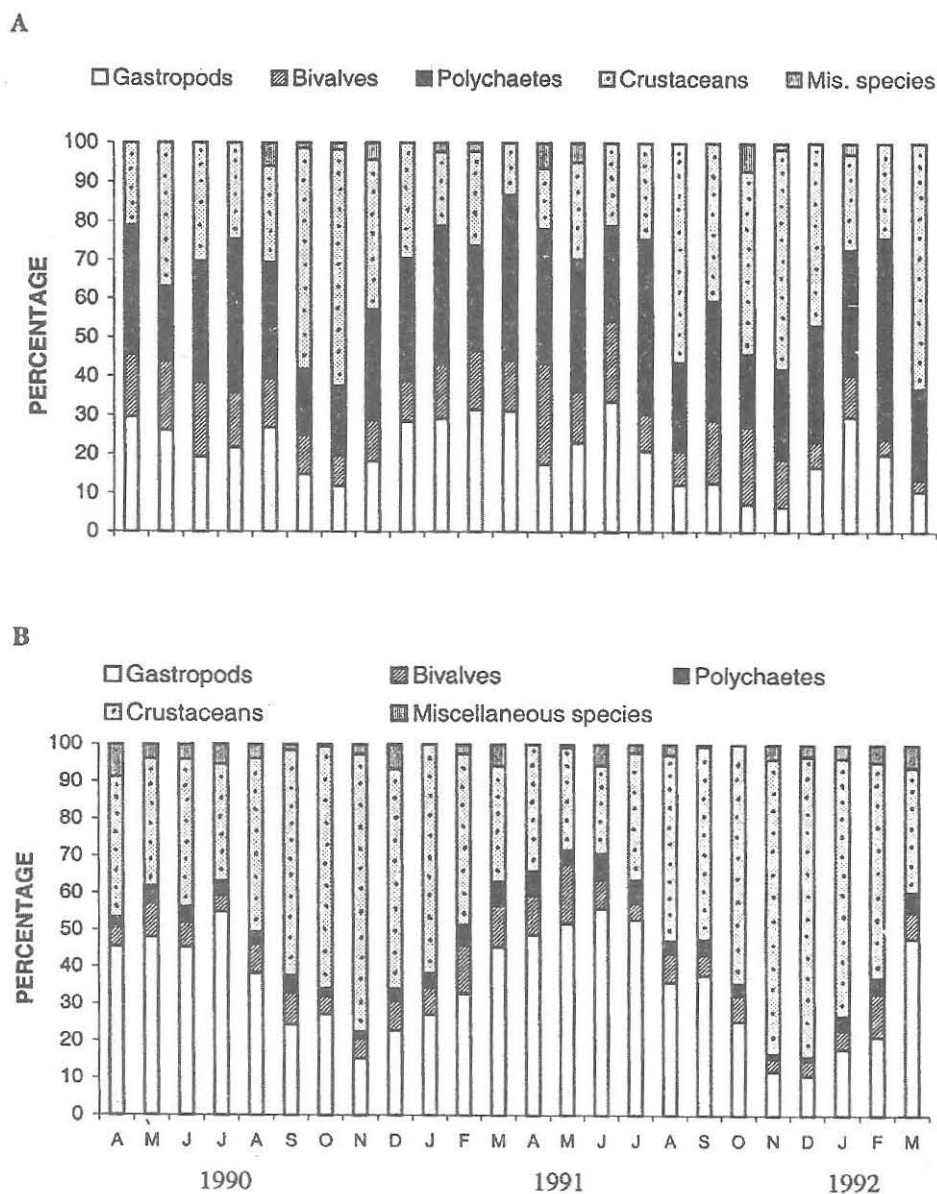 A
Gastropods Bivalves Polychaetes Crustaceans Mis. species
100
90
80
70
60
50
40
30
20
10
0
PERCENTAGE
B
Gastropods Bivalves Polychaetes
Crustaceans Miscellaneous species
100
90
80
70
60
50
40
30
20
10
0
PERCENTAGE
A M J J A S O N D J F M A M J J A S O N D J F M
1990 1991 1992